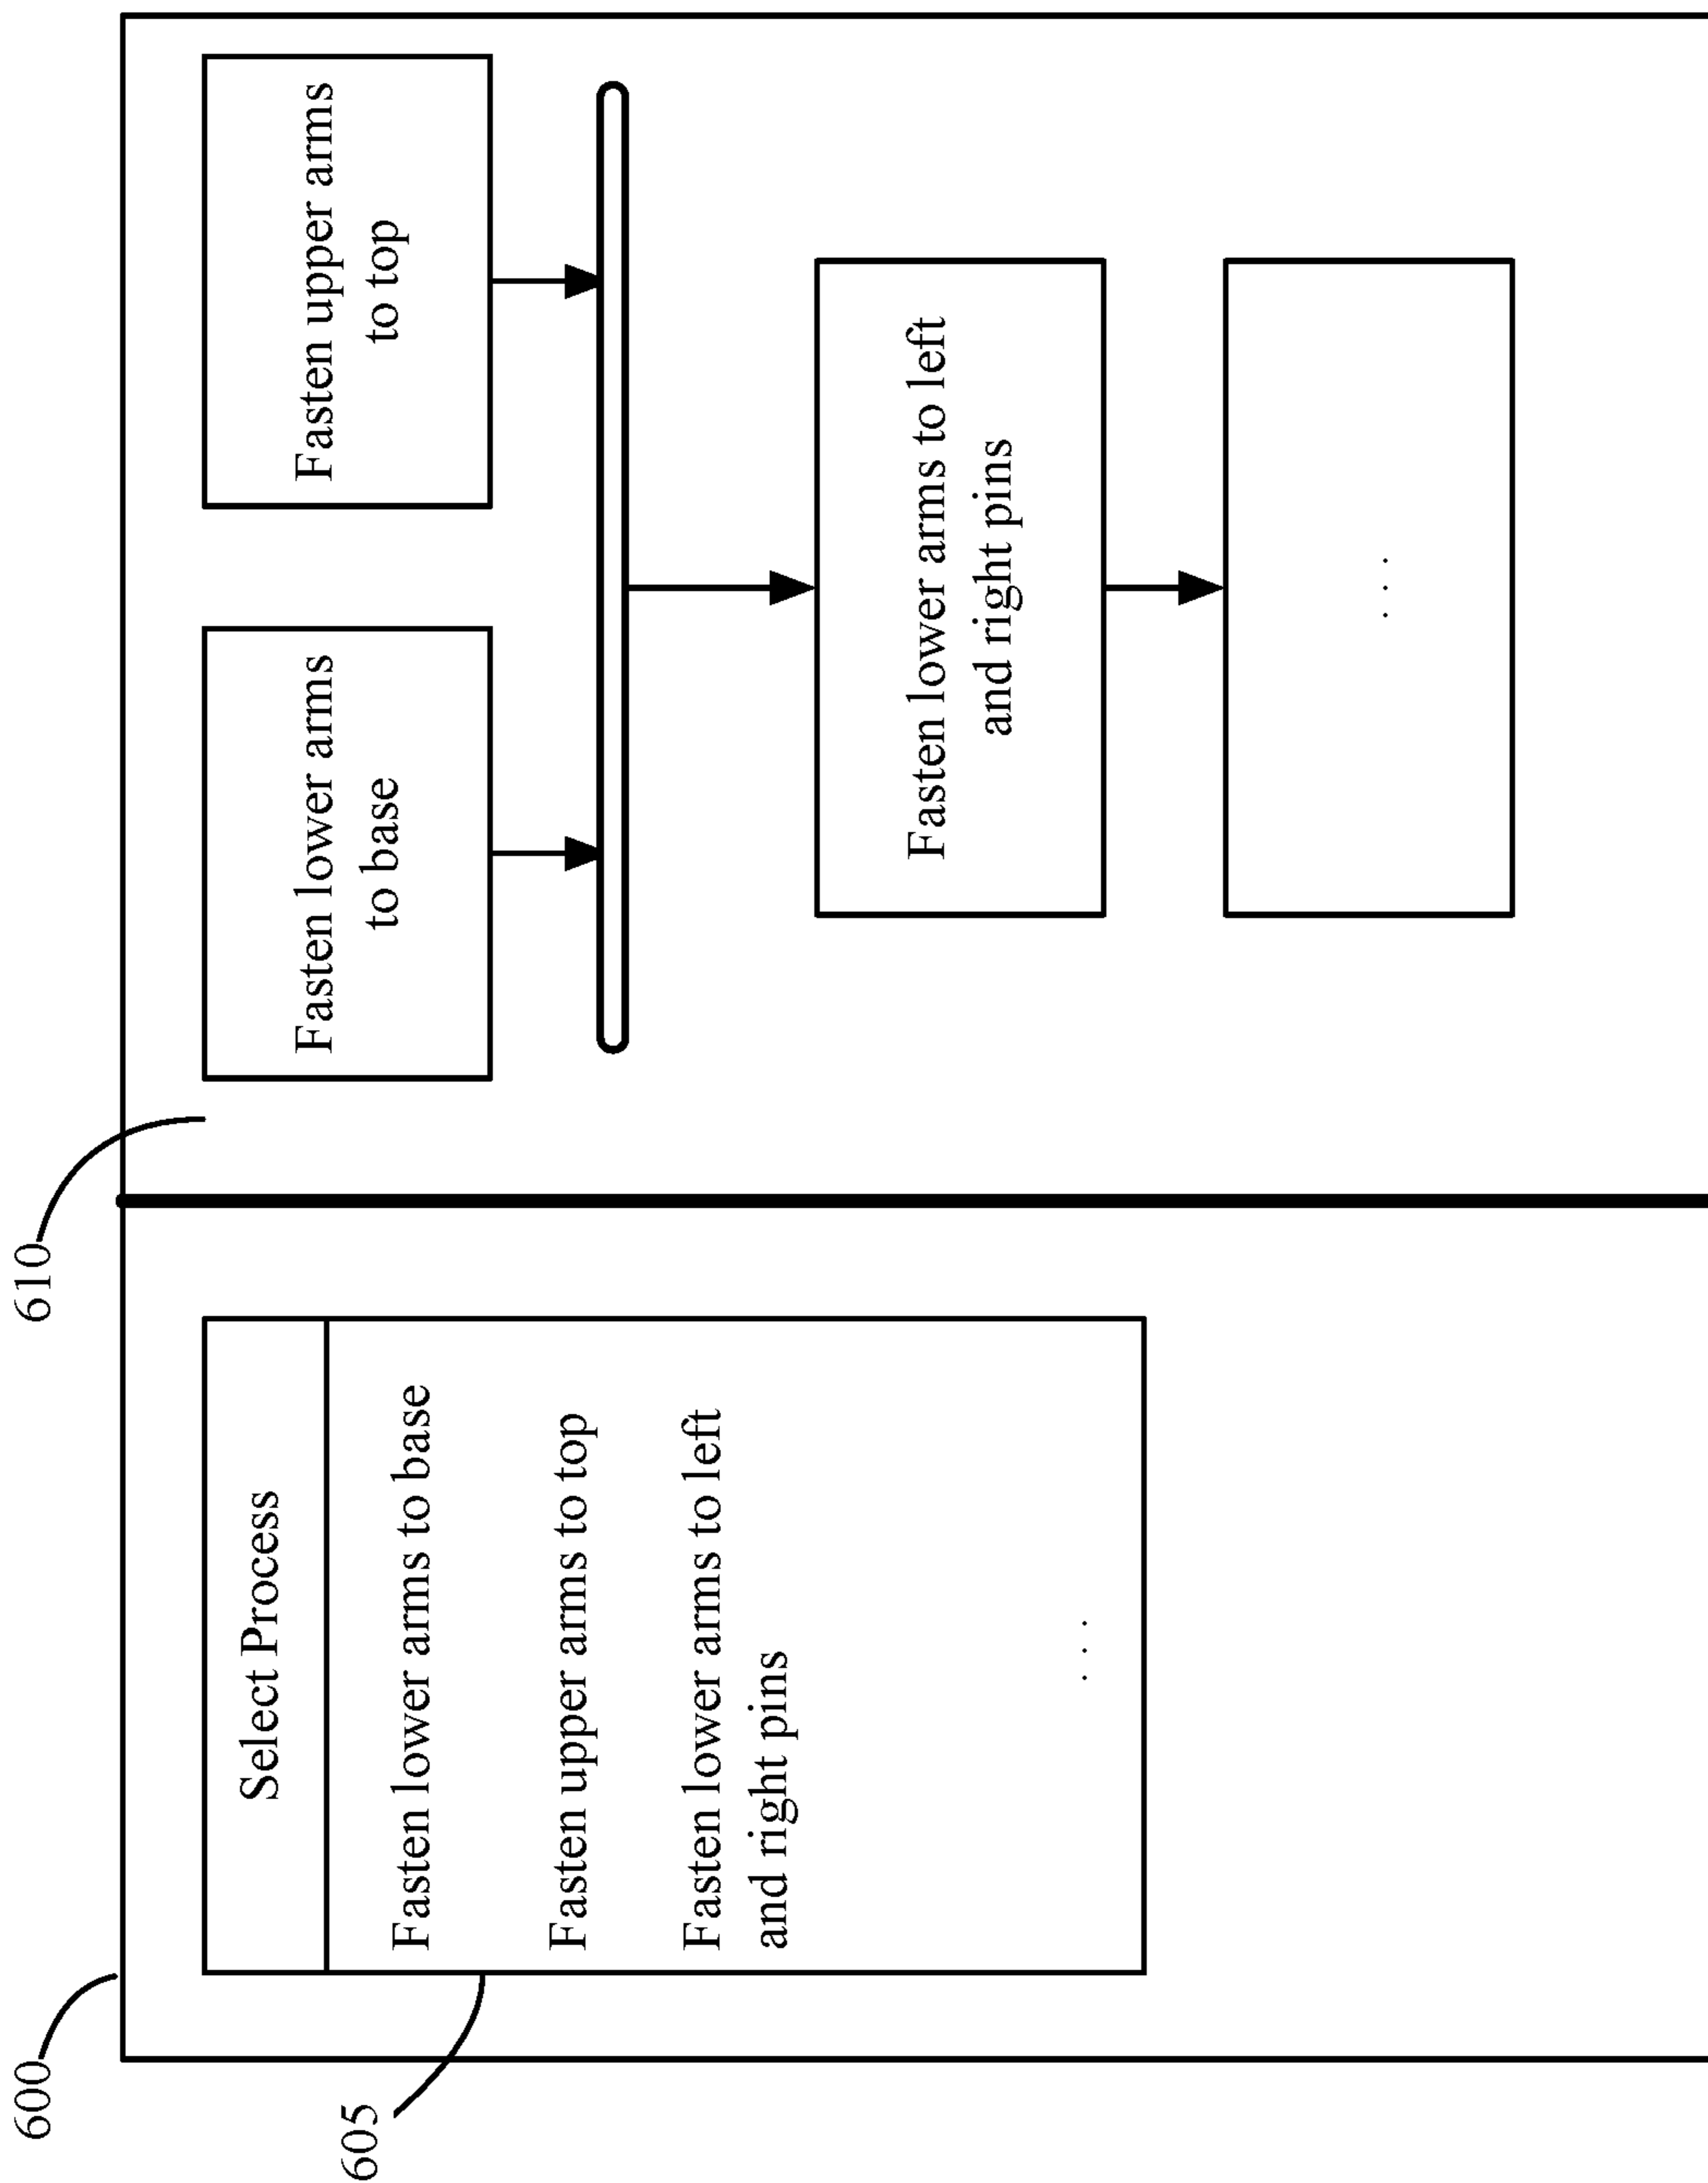 600
610
605
Select Process
Fasten lower arms to base
Fasten upper arms to top
Fasten lower arms to left
and right pins
. . .
Fasten lower arms
to base
Fasten upper arms
to top
Fasten lower arms to left
and right pins
. . .